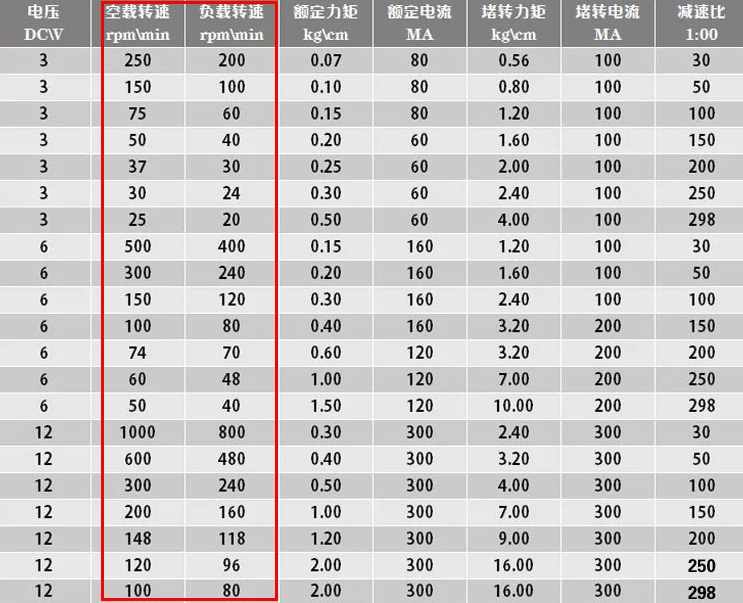 电压 空载转速 负载转速 额定力矩 额定电流 堵转力矩 堵转电流 减速比
DC\V rpm\min rpm\min kg\cm MA kg\cm MA 1:00
3 250 200 0.07 80 0.56 100 30
3 150 100 0.10 80 0.80 100 50
3 75 60 0.15 80 1.20 100 100
3 50 40 0.20 60 1.60 100 150
3 37 30 0.25 60 2.00 100 200
3 30 24 0.30 60 2.40 100 250
3 25 20 0.50 60 4.00 100 298
6 500 400 0.15 160 1.20 100 30
6 300 240 0.20 160 1.60 100 50
6 150 120 0.30 160 2.40 100 100
6 100 80 0.40 160 3.20 200 150
6 74 70 0.60 120 3.20 200 200
6 60 48 1.00 120 7.00 200 250
6 50 40 1.50 120 10.00 200 298
12 1000 800 0.30 300 2.40 300 30
12 600 480 0.40 300 3.20 300 50
12 300 240 0.50 300 4.00 300 100
12 200 160 1.00 300 7.00 300 150
12 148 118 1.20 300 9.00 300 200
12 120 96 2.00 300 16.00 300 250
12 100 80 2.00 300 16.00 300 298